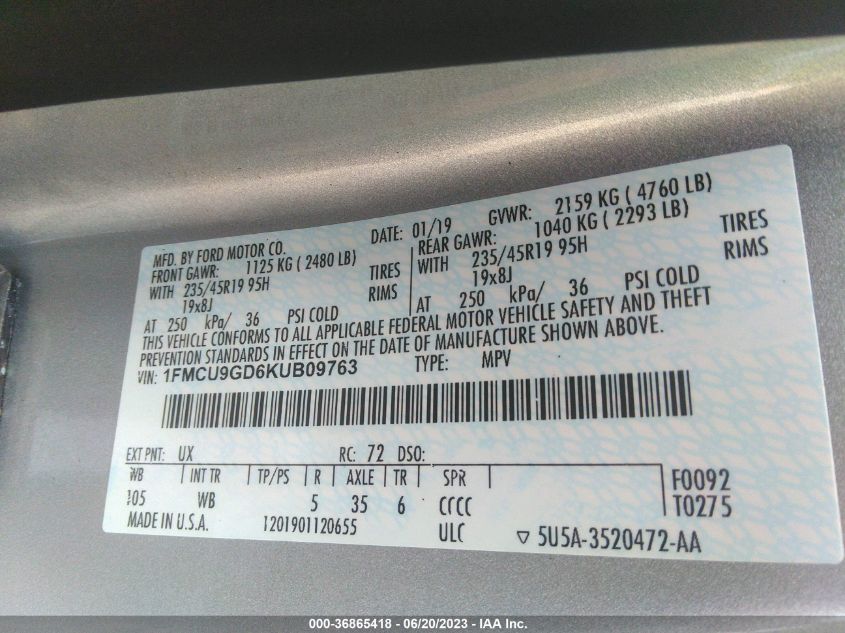 MFD. BY FORD MOTOR CO.
DATE: 01/19 GVWR: 2159 KG ( 4760 LB)
FRONT GAWR: 1125 KG ( 2480 LB)
WITH 235/45R19 95H TIRES
19x8J RIMS
AT 250 kPa/ 36 PSI COLD
REAR GAWR: 1040 KG ( 2293 LB)
WITH 235/45R19 95H TIRES
19x8J RIMS
AT 250 kPa/ 36 PSI COLD
THIS VEHICLE CONFORMS TO ALL APPLICABLE FEDERAL MOTOR VEHICLE SAFETY AND THEFT
PREVENTION STANDARDS IN EFFECT ON THE DATE OF MANUFACTURE SHOWN ABOVE.
VIN: 1FMCU9GD6KUB09763 TYPE: MPV
EXT PNT: UX RC: 72 DSO:
WB INT TR TP/PS R AXLE TR SPR
105 WB 5 35 6 CCCC
F0092
T0275
MADE IN U.S.A. 1201901120655 ULC ▽ 5U5A-3520472-AA
000-36865418 - 06/20/2023 - IAA Inc.